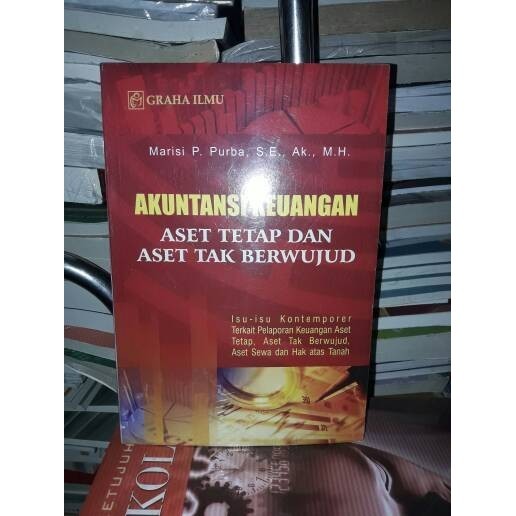 GRAHA ILMU
Marisi P. Purba, S.E., Ak., M.H.
AKUNTANSI KEUANGAN
ASET TETAP DAN
ASET TAK BERWUJUD
Isu-isu Kontemporer
Terkait Pelaporan Keuangan Aset
Tetap, Aset Tak Berwujud,
Aset Sewa dan Hak atas Tanah
ETUJUH
KOL